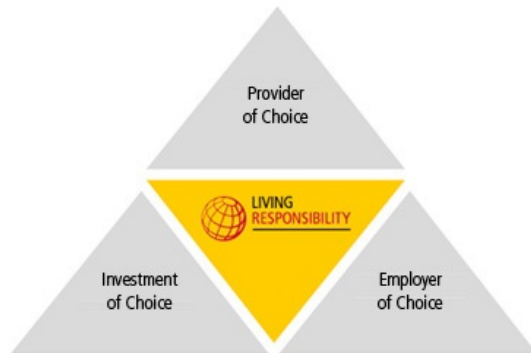 Provider
of Choice
LIVING
RESPONSIBILITY
Investment
of Choice
Employer
of Choice